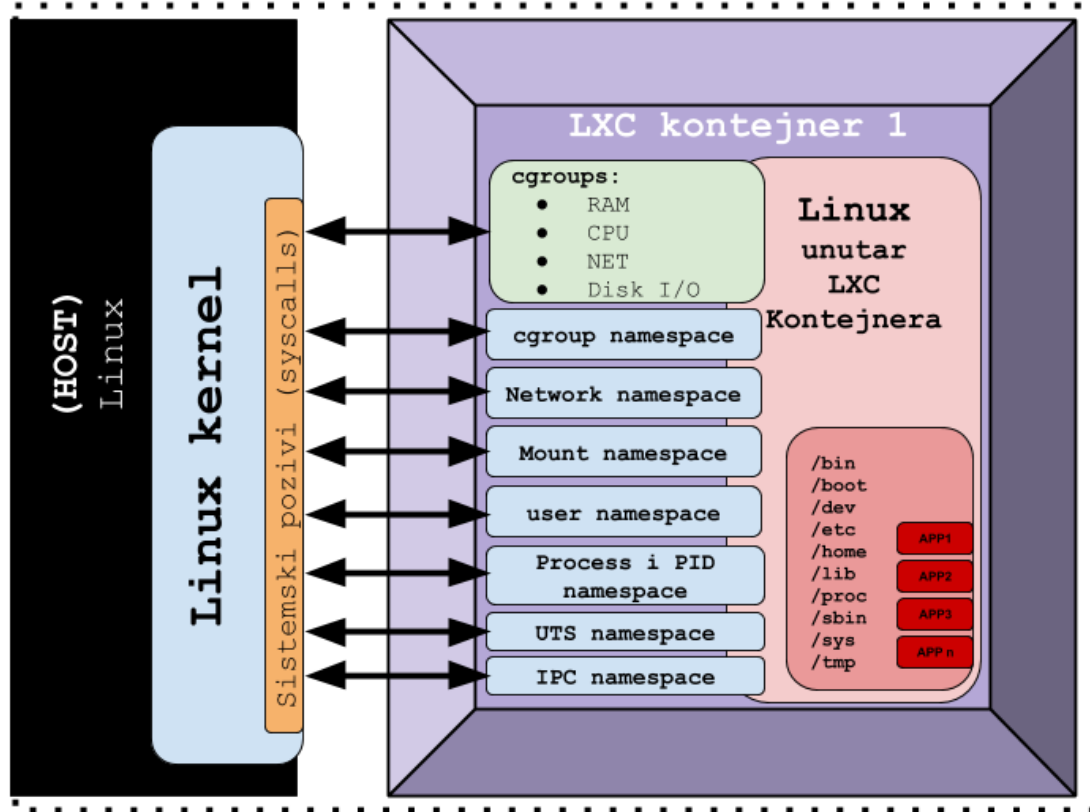 (HOST)
Linux
Linux kernel
Sistemski pozivi (syscalls)
LXC kontejner 1
cgroups:
● RAM
● CPU
● NET
● Disk I/O
cgroup namespace
Network namespace
Mount namespace
user namespace
Process i PID
namespace
UTS namespace
IPC namespace
Linux
unutar
LXC
Kontejnera
/bin
/boot
/dev
/etc
/home
/lib
/proc
/sbin
/sys
/tmp
APP1
APP2
APP3
APP n